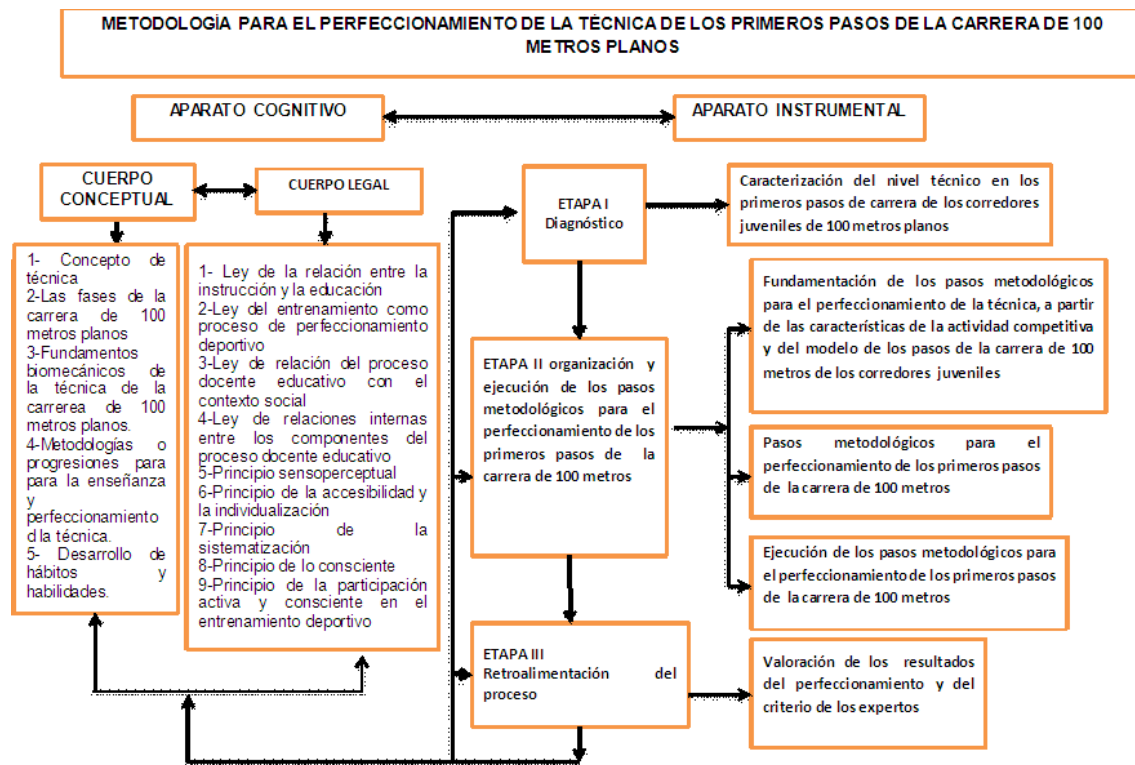 METODOLOGÍA PARA EL PERFECCIONAMIENTO DE LA TÉCNICA DE LOS PRIMEROS PASOS DE LA CARRERA DE 100
METROS PLANOS
APARATO COGNITIVO
APARATO INSTRUMENTAL
CUERPO
CONCEPTUAL
CUERPO LEGAL
1- Concepto de
técnica
2-Las fases de la
carrera de 100
metros planos
3-Fundamentos
biomecánicos de
la técnica de la
carrerea de 100
metros planos.
4-Metodologías o
progresiones para
para la enseñanza
y
perfeccionamiento
d la técnica.
5- Desarrollo de
hábitos y
habilidades.
1- Ley de la relación entre la
instrucción y la educación
2-Ley del entrenamiento como
proceso de perfeccionamiento
deportivo
3-Ley de relación del proceso
docente educativo con el
contexto social
4-Ley de relaciones internas
entre los componentes del
proceso docente educativo
5-Principio sensoperceptual
6-Principio de la accesibilidad y
la individualización
7-Principio de la
sistematización
8-Principio de lo consciente
9-Principio de la participación
activa y consciente en el
entrenamiento deportivo
ETAPA I
Diagnóstico
Caracterización del nivel técnico en los
primeros pasos de carrera de los corredores
juveniles de 100 metros planos
ETAPA II organización y
ejecución de los pasos
metodológicos para el
perfeccionamiento de los
primeros pasos de la
carrera de 100 metros
Fundamentación de los pasos metodológicos
para el perfeccionamiento de la técnica, a partir
de las características de la actividad competitiva
y del modelo de los pasos de la carrera de 100
metros de los corredores juveniles
Pasos metodológicos para el
perfeccionamiento de los primeros pasos
de la carrera de 100 metros
Ejecución de los pasos metodológicos para
el perfeccionamiento de los primeros pasos
de la carrera de 100 metros
ETAPA III
Retroalimentación del
proceso
Valoración de los resultados
del perfeccionamiento y del
criterio de los expertos